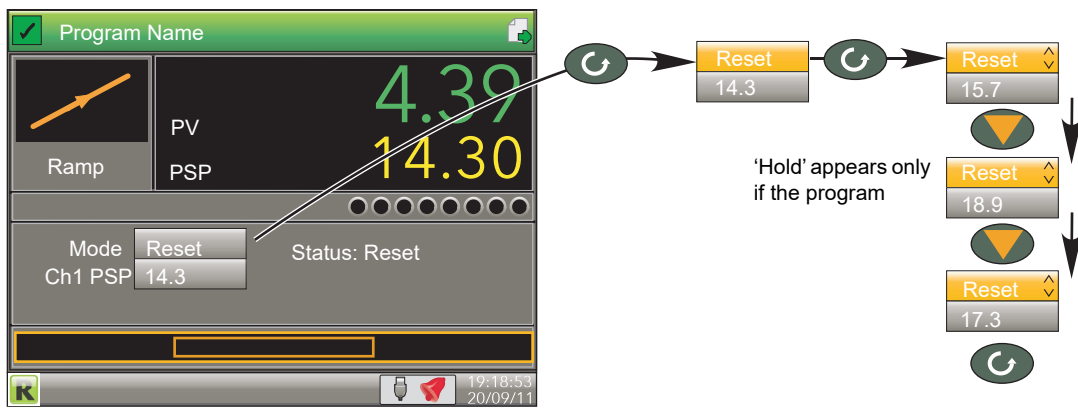 Program Name
4.39
PV
14.30
PSP
Ramp
Mode Reset
Status: Reset
Ch1 PSP 14.3
19:18:53
20/09/11
Reset
14.3
Reset
15.7
'Hold' appears only
if the program
Reset
18.9
Reset
17.3